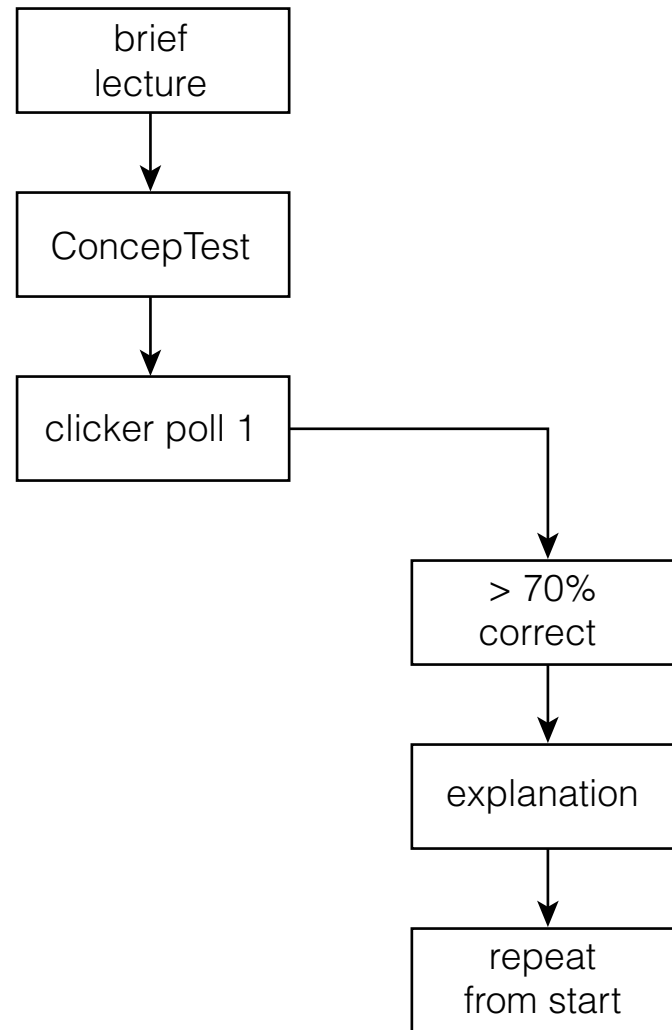 brief
lecture
ConcepTest
clicker poll 1
> 70%
correct
explanation
repeat
from start